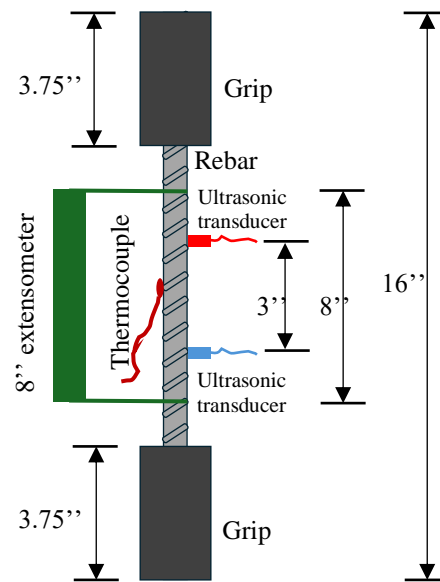 3.75’’
Grip
Rebar
Ultrasonic
transducer
8’’ extensometer
Thermocouple
3’’
8’’
16’’
Ultrasonic
transducer
3.75’’
Grip